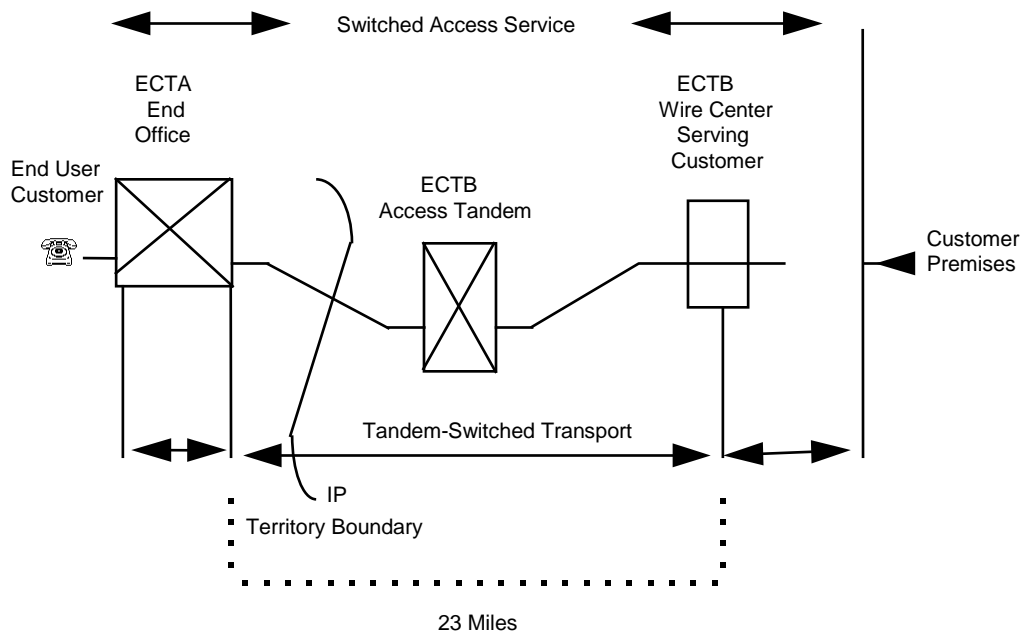 Switched Access Service
ECTA
End
Office
ECTB
Wire Center
Serving
Customer
End User
Customer
ECTB
Access Tandem
Customer
Premises
Tandem-Switched Transport
IP
Territory Boundary
23 Miles